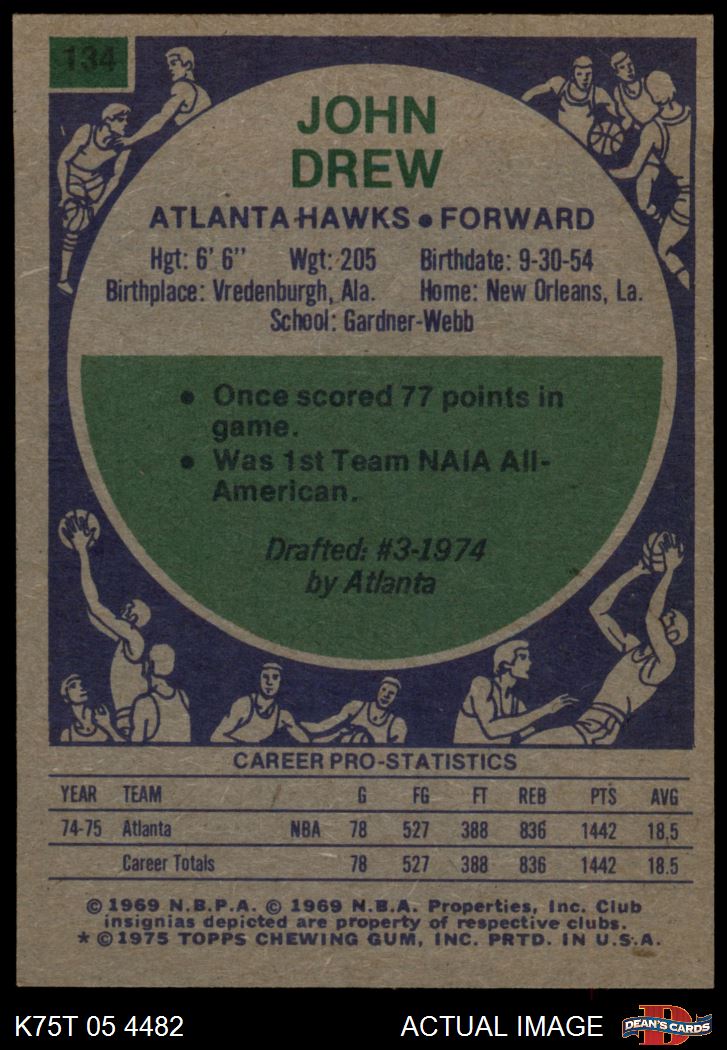 134
JOHN
DREW
ATLANTA HAWKS • FORWARD
Hgt: 6' 6" Wgt: 205 Birthdate: 9-30-54
Birthplace: Vredenburgh, Ala. Home: New Orleans, La.
School: Gardner-Webb
• Once scored 77 points in
game.
• Was 1st Team NAIA All-
American.
Drafted: #3-1974
by Atlanta
CAREER PRO-STATISTICS
YEAR TEAM G FG FT REB PTS AVG
74-75 Atlanta NBA 78 527 388 836 1442 18.5
Career Totals 78 527 388 836 1442 18.5
© 1969 N.B.P.A. © 1969 N.B.A. Properties, Inc. Club
insignias depicted are property of respective clubs.
* © 1975 TOPPS CHEWING GUM, INC. PRTD. IN U.S.A.
K75T 05 4482 ACTUAL IMAGE
D
DEAN'S CARDS